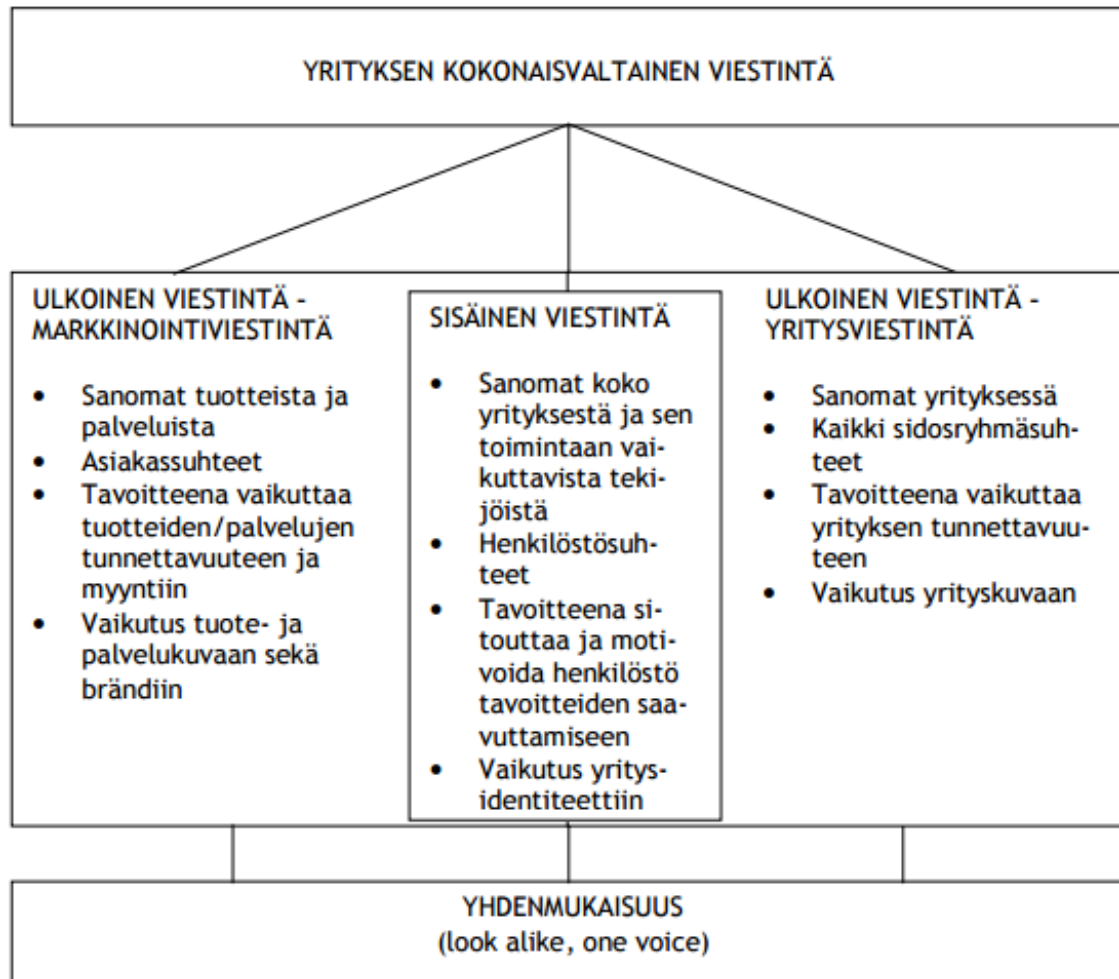 YRITYKSEN KOKONAISVALTAINEN VIESTINTÄ
ULKOINEN VIESTINTÄ –
MARKKINOINTIVIESTINTÄ
• Sanomat tuotteista ja
palveluista
• Asiakassuhteet
• Tavoitteena vaikuttaa
tuotteiden/palvelujen
tunnettavuuteen ja
myyntiin
• Vaikutus tuote- ja
palvelukuvaan sekä
brändiin
SISÄINEN VIESTINTÄ
• Sanomat koko
yrityksestä ja sen
toimintaan vai-
kuttavista teki-
jöistä
• Henkilöstösuh-
teet
• Tavoitteena si-
touttaa ja moti-
voida henkilöstö
tavoitteiden saa-
vuttamiseen
• Vaikutus yritys-
identiteettiin
ULKOINEN VIESTINTÄ –
YRITYSVIESTINTÄ
• Sanomat yrityksessä
• Kaikki sidosryhmäsuh-
teet
• Tavoitteena vaikuttaa
yrityksen tunnettavuu-
teen
• Vaikutus yrityskuvaan
YHDENMUKAISUUS
(look alike, one voice)